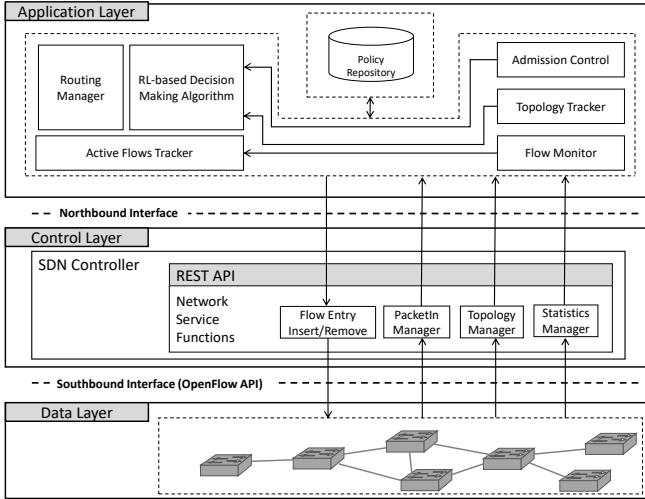 Application Layer
Routing
Manager
RL-based Decision
Making Algorithm
Policy
Repository
Admission Control
Topology Tracker
Active Flows Tracker
Flow Monitor
Northbound Interface
Control Layer
SDN Controller
REST API
Network
Service
Functions
Flow Entry
Insert/Remove
PacketIn
Manager
Topology
Manager
Statistics
Manager
Southbound Interface (OpenFlow API)
Data Layer